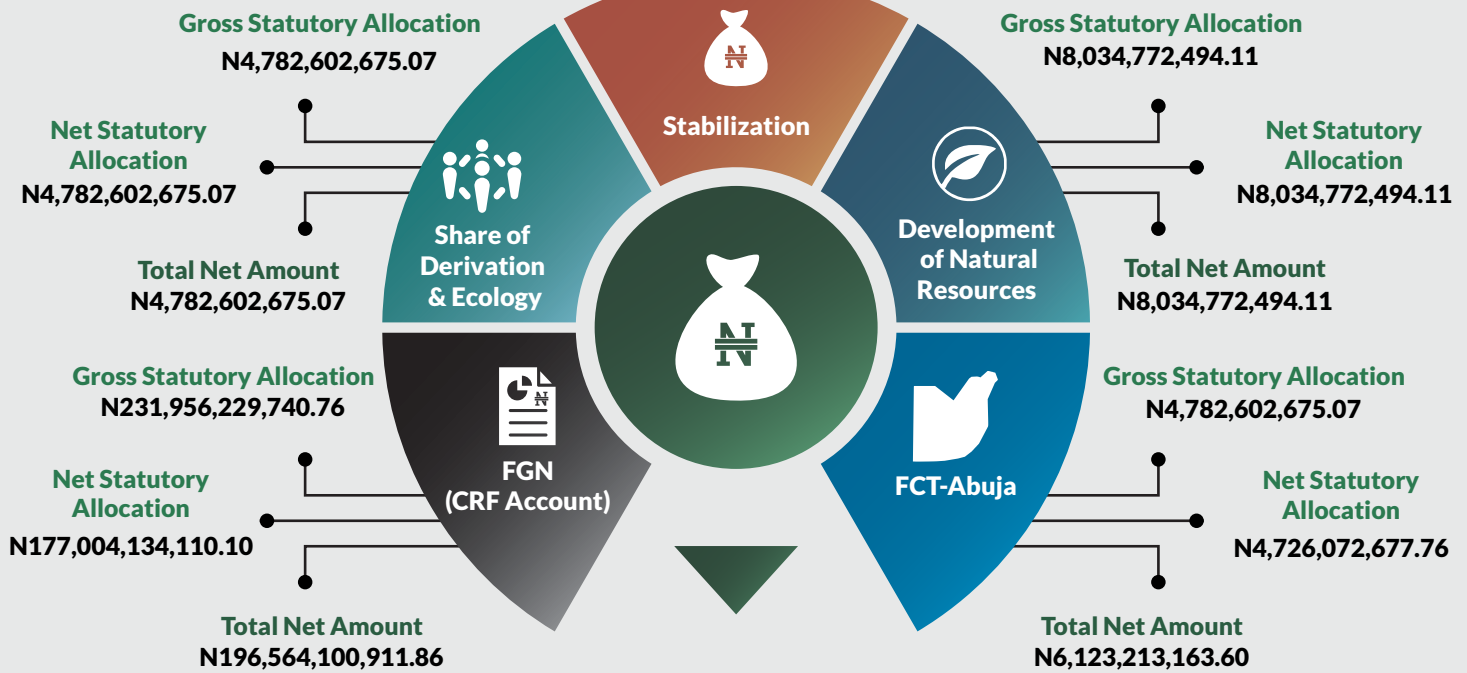 Gross Statutory Allocation
N4,782,602,675.07
Net Statutory
Allocation
N4,782,602,675.07
Total Net Amount
N4,782,602,675.07
Share of
Derivation
& Ecology
N
Stabilization
Gross Statutory Allocation
N8,034,772,494.11
Net Statutory
Allocation
N8,034,772,494.11
Total Net Amount
N8,034,772,494.11
Development
of Natural
Resources
N
Gross Statutory Allocation
N231,956,229,740.76
Net Statutory
Allocation
N177,004,134,110.10
Total Net Amount
N196,564,100,911.86
N
FGN
(CRF Account)
FCT-Abuja
Gross Statutory Allocation
N4,782,602,675.07
Net Statutory
Allocation
N4,726,072,677.76
Total Net Amount
N6,123,213,163.60